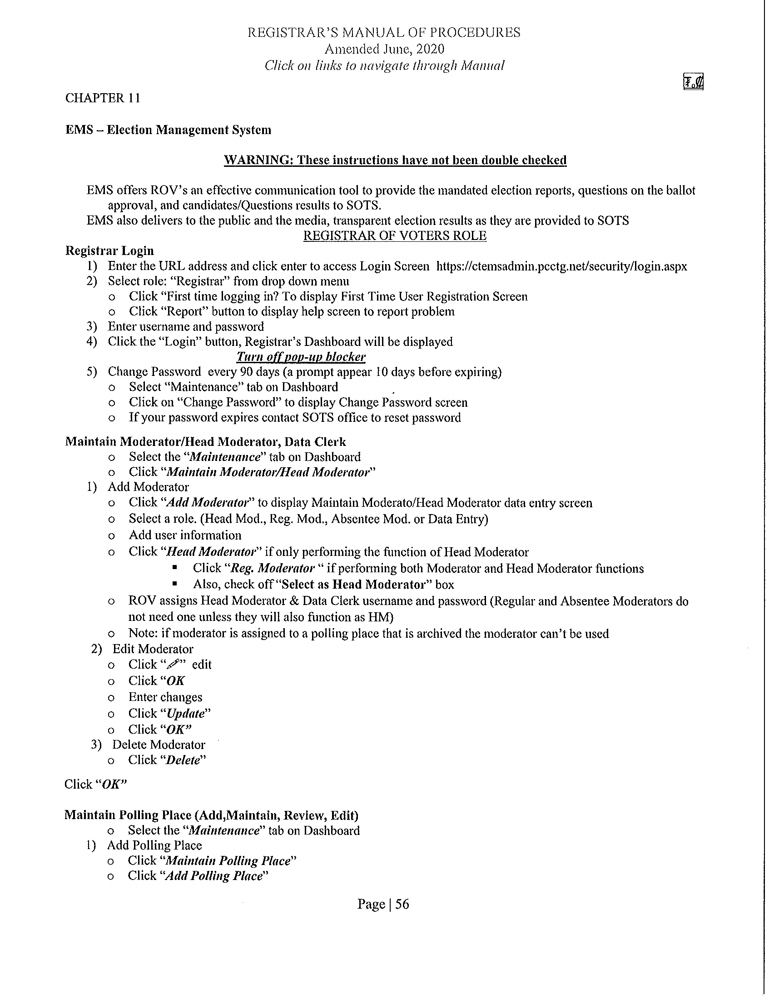 REGISTRAR'S MANUAL OF PROCEDURES
Amended June, 2020
Click on links to navigate through Manual
CHAPTER 11
EMS – Election Management System
WARNING: These instructions have not been double checked
EMS offers ROV's an effective communication tool to provide the mandated election reports, questions on the ballot
approval, and candidates/Questions results to SOTS.
EMS also delivers to the public and the media, transparent election results as they are provided to SOTS
REGISTRAR OF VOTERS ROLE
Registrar Login
1) Enter the URL address and click enter to access Login Screen https://ctemsadmin.pcctg.net/security/login.aspx
2) Select role: “Registrar” from drop down menu
o Click “First time logging in? To display First Time User Registration Screen
o Click “Report” button to display help screen to report problem
3) Enter username and password
4) Click the “Login” button, Registrar's Dashboard will be displayed
Turn off pop-up blocker
5) Change Password every 90 days (a prompt appear 10 days before expiring)
o Select “Maintenance” tab on Dashboard
o Click on “Change Password” to display Change Password screen
o If your password expires contact SOTS office to reset password
Maintain Moderator/Head Moderator, Data Clerk
o Select the “Maintenance” tab on Dashboard
o Click “Maintain Moderator/Head Moderator”
1) Add Moderator
o Click “Add Moderator” to display Maintain Moderato/Head Moderator data entry screen
o Select a role. (Head Mod., Reg. Mod., Absentee Mod. or Data Entry)
o Add user information
o Click “Head Moderator” if only performing the function of Head Moderator
▪ Click “Reg. Moderator “ if performing both Moderator and Head Moderator functions
▪ Also, check off “Select as Head Moderator” box
o ROV assigns Head Moderator & Data Clerk username and password (Regular and Absentee Moderators do
not need one unless they will also function as HM)
o Note: if moderator is assigned to a polling place that is archived the moderator can't be used
2) Edit Moderator
o Click “✐” edit
o Click “OK
o Enter changes
o Click “Update”
o Click “OK”
3) Delete Moderator
o Click “Delete”
Click “OK”
Maintain Polling Place (Add,Maintain, Review, Edit)
o Select the “Maintenance” tab on Dashboard
1) Add Polling Place
o Click “Maintain Polling Place”
o Click “Add Polling Place”
Page | 56